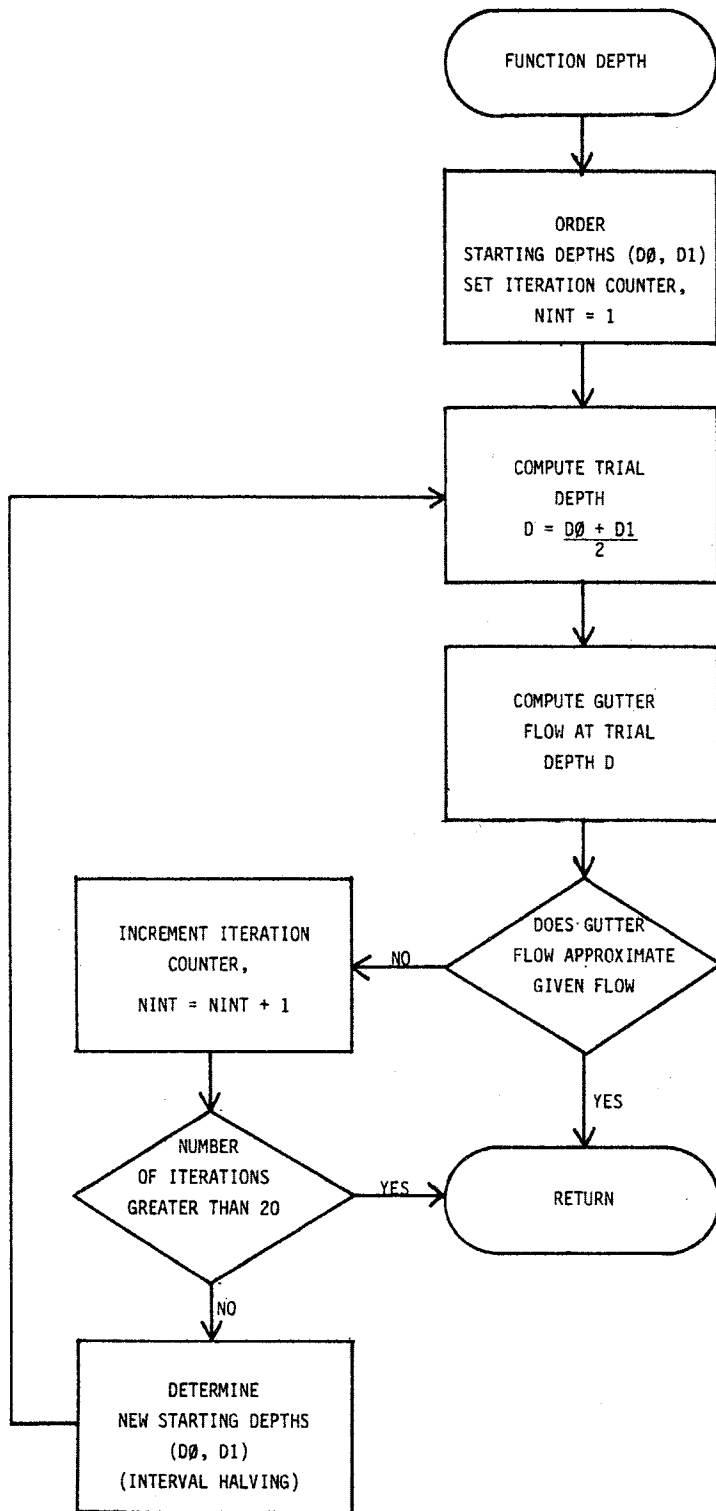 FUNCTION DEPTH
ORDER
STARTING DEPTHS (DØ, D1)
SET ITERATION COUNTER,
NINT = 1
COMPUTE TRIAL
DEPTH
D = DØ + D1
2
COMPUTE GUTTER
FLOW AT TRIAL
DEPTH D
DOES GUTTER
FLOW APPROXIMATE
GIVEN FLOW
NO
YES
INCREMENT ITERATION
COUNTER,
NINT = NINT + 1
NUMBER
OF ITERATIONS
GREATER THAN 20
YES
RETURN
NO
DETERMINE
NEW STARTING DEPTHS
(DØ, D1)
(INTERVAL HALVING)